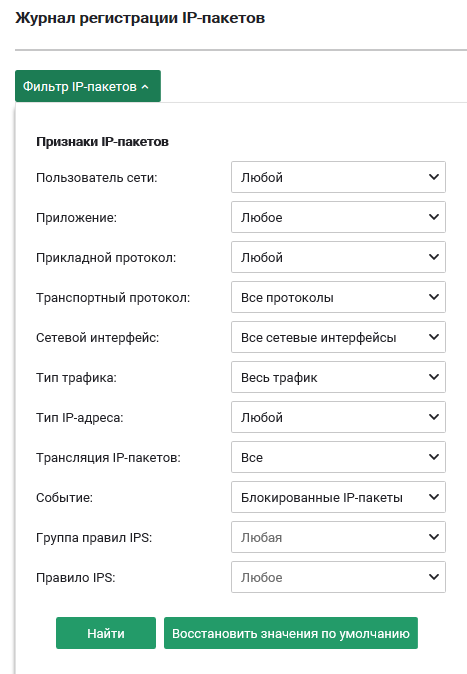 Журнал регистрации IP-пакетов
Фильтр IP-пакетов
Признаки IP-пакетов
Пользователь сети: Любой
Приложение: Любое
Прикладной протокол: Любой
Транспортный протокол: Все протоколы
Сетевой интерфейс: Все сетевые интерфейсы
Тип трафика: Весь трафик
Тип IP-адреса: Любой
Трансляция IP-пакетов: Все
Событие: Блокированные IP-пакеты
Группа правил IPS: Любая
Правило IPS: Любое
Найти Восстановить значения по умолчанию